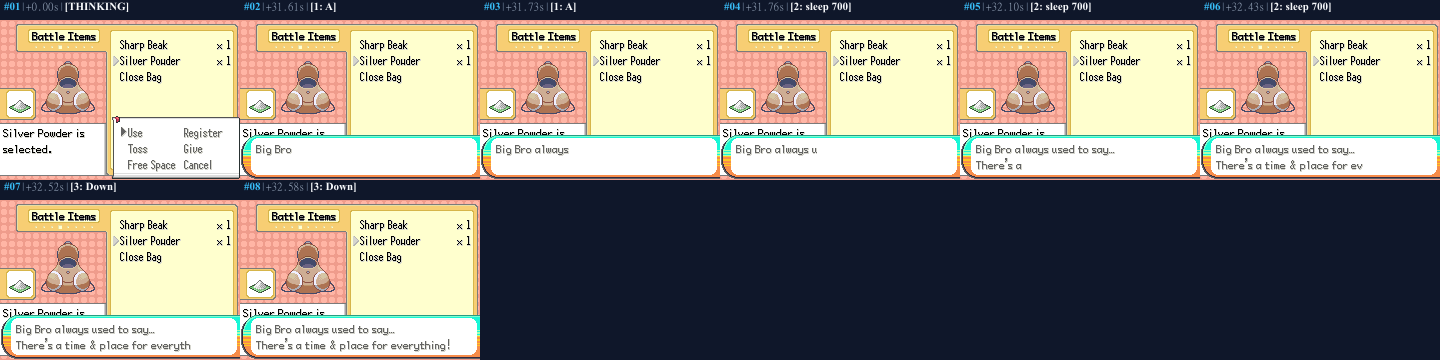 #01|+0.00s|[THINKING]
Battle Items
Sharp Beak ×1
Silver Powder ×1
Close Bag
Silver Powder is
selected.
Use Register
Toss Give
Free Space Cancel
#02|+31.61s|[1: A]
Battle Items
Sharp Beak ×1
Silver Powder ×1
Close Bag
Silver Powder is
Big Bro
#03|+31.73s|[1: A]
Battle Items
Sharp Beak ×1
Silver Powder ×1
Close Bag
Silver Powder is
Big Bro always
#04|+31.76s|[2: sleep 700]
Battle Items
Sharp Beak ×1
Silver Powder ×1
Close Bag
Silver Powder is
Big Bro always u
#05|+32.10s|[2: sleep 700]
Battle Items
Sharp Beak ×1
Silver Powder ×1
Close Bag
Silver Powder is
Big Bro always used to say…
There's a
#06|+32.43s|[2: sleep 700]
Battle Items
Sharp Beak ×1
Silver Powder ×1
Close Bag
Silver Powder is
Big Bro always used to say…
There's a time & place for ev
#07|+32.52s|[3: Down]
Battle Items
Sharp Beak ×1
Silver Powder ×1
Close Bag
Silver Powder is
Big Bro always used to say…
There's a time & place for everyth
#08|+32.58s|[3: Down]
Battle Items
Sharp Beak ×1
Silver Powder ×1
Close Bag
Silver Powder is
Big Bro always used to say…
There's a time & place for everything!